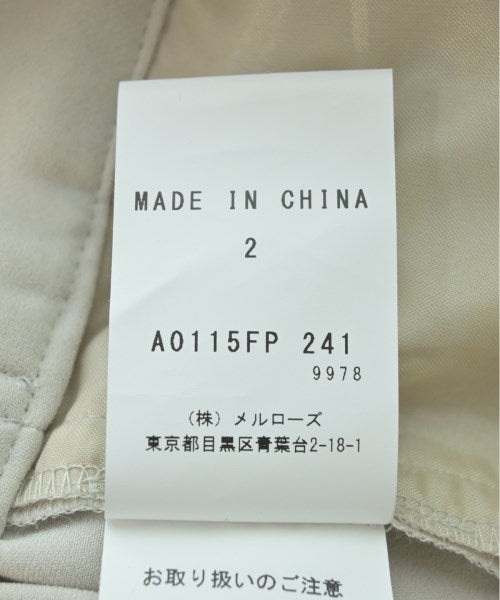 MADE IN CHINA
2
A0115FP 241
9978
(株) メルローズ
東京都目黒区青葉台2-18-1
お取り扱いのご注意